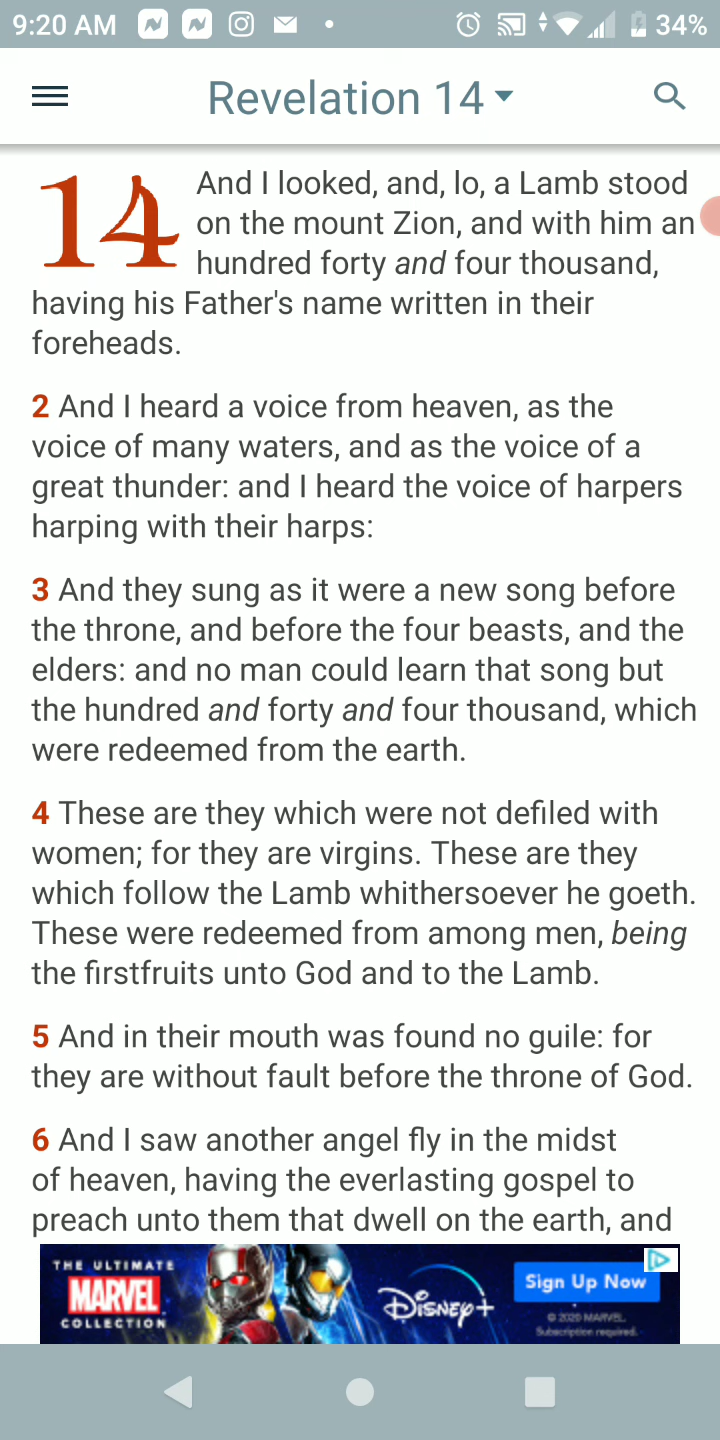 9:20 AM 34%
Revelation 14
14 And I looked, and, lo, a Lamb stood
on the mount Zion, and with him an
hundred forty and four thousand,
having his Father's name written in their
foreheads.
2 And I heard a voice from heaven, as the
voice of many waters, and as the voice of a
great thunder: and I heard the voice of harpers
harping with their harps:
3 And they sung as it were a new song before
the throne, and before the four beasts, and the
elders: and no man could learn that song but
the hundred and forty and four thousand, which
were redeemed from the earth.
4 These are they which were not defiled with
women; for they are virgins. These are they
which follow the Lamb whithersoever he goeth.
These were redeemed from among men, being
the firstfruits unto God and to the Lamb.
5 And in their mouth was found no guile: for
they are without fault before the throne of God.
6 And I saw another angel fly in the midst
of heaven, having the everlasting gospel to
preach unto them that dwell on the earth, and
THE ULTIMATE
MARVEL
COLLECTION
Disney+
Sign Up Now
© 2020 MARVEL.
Subscription required.